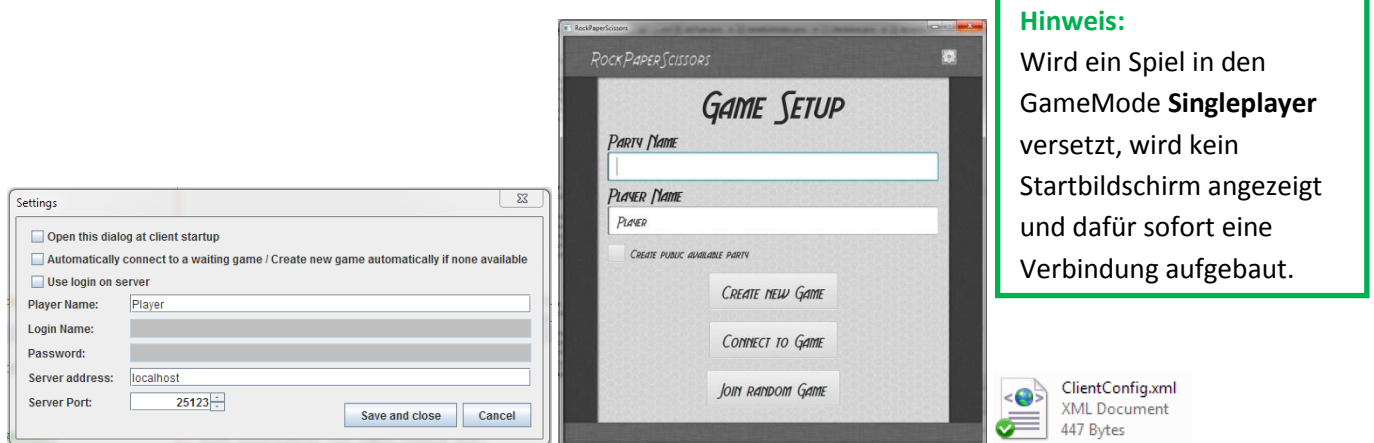 Settings
Open this dialog at client startup
Automatically connect to a waiting game / Create new game automatically if none available
Use login on server
Player Name:
Player
Login Name:
Password:
Server address:
localhost
Server Port:
25123
Save and close
Cancel
RockPaperScissors
RockPaperScissors
Game Setup
Party Name
Player Name
Player
Create public available party
Create new Game
Connect to Game
Join random Game
Hinweis:
Wird ein Spiel in den
GameMode Singleplayer
versetzt, wird kein
Startbildschirm angezeigt
und dafür sofort eine
Verbindung aufgebaut.
ClientConfig.xml
XML Document
447 Bytes